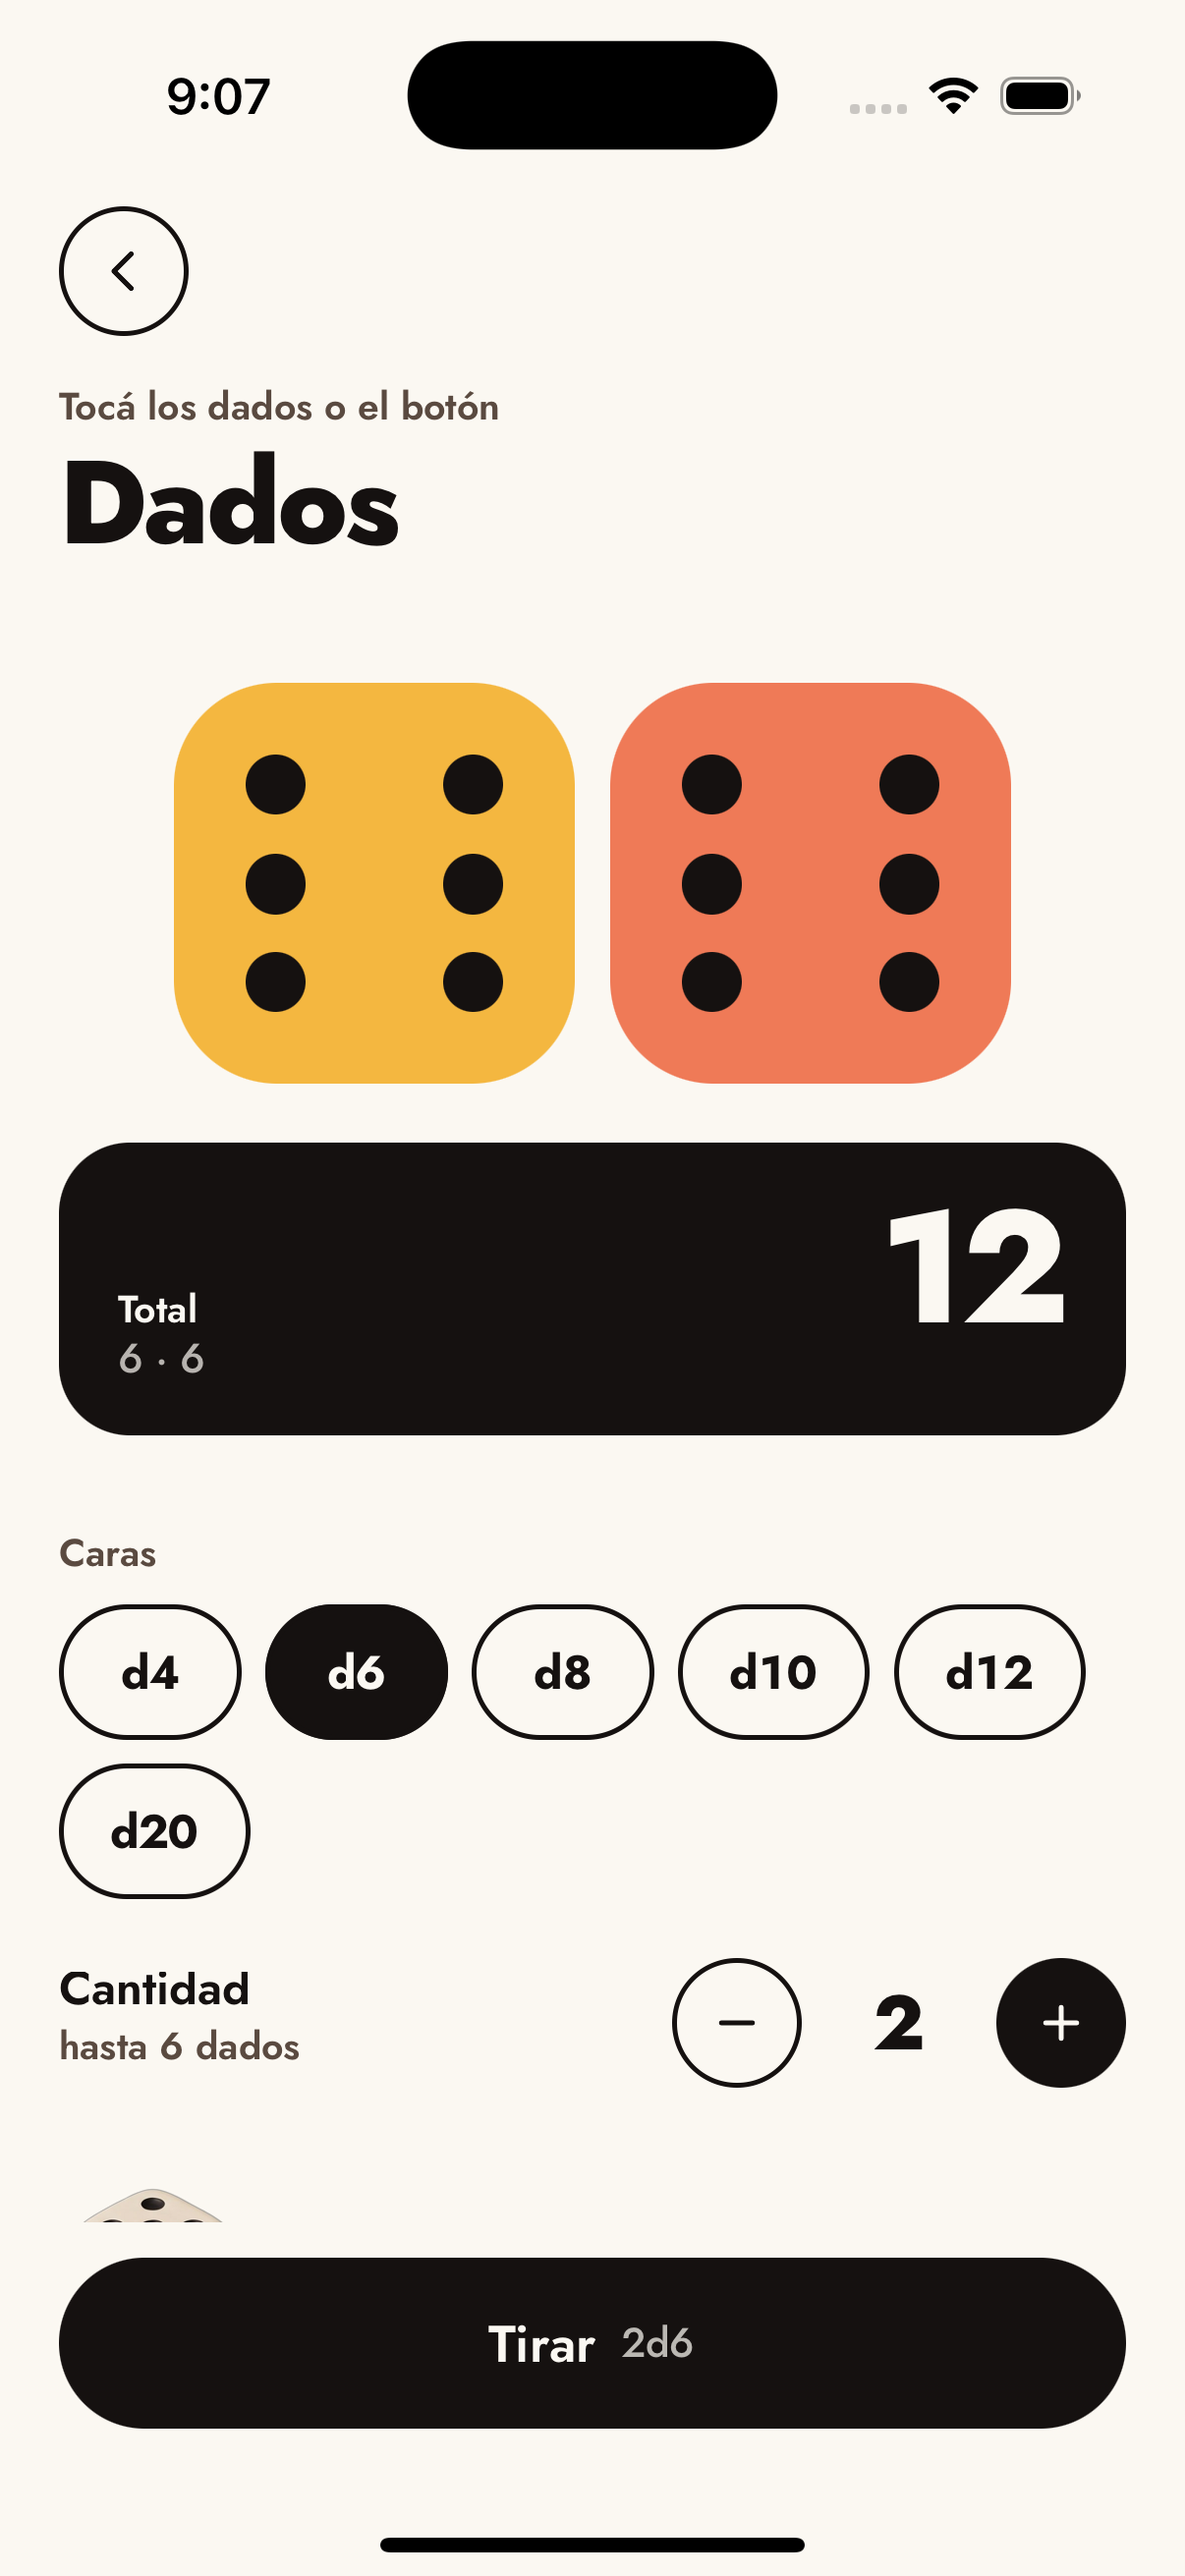 9:07
Tocá los dados o el botón
Dados
12
Total
6 · 6
Caras
d4 d6 d8 d10 d12
d20
Cantidad
hasta 6 dados
2
Tirar 2d6